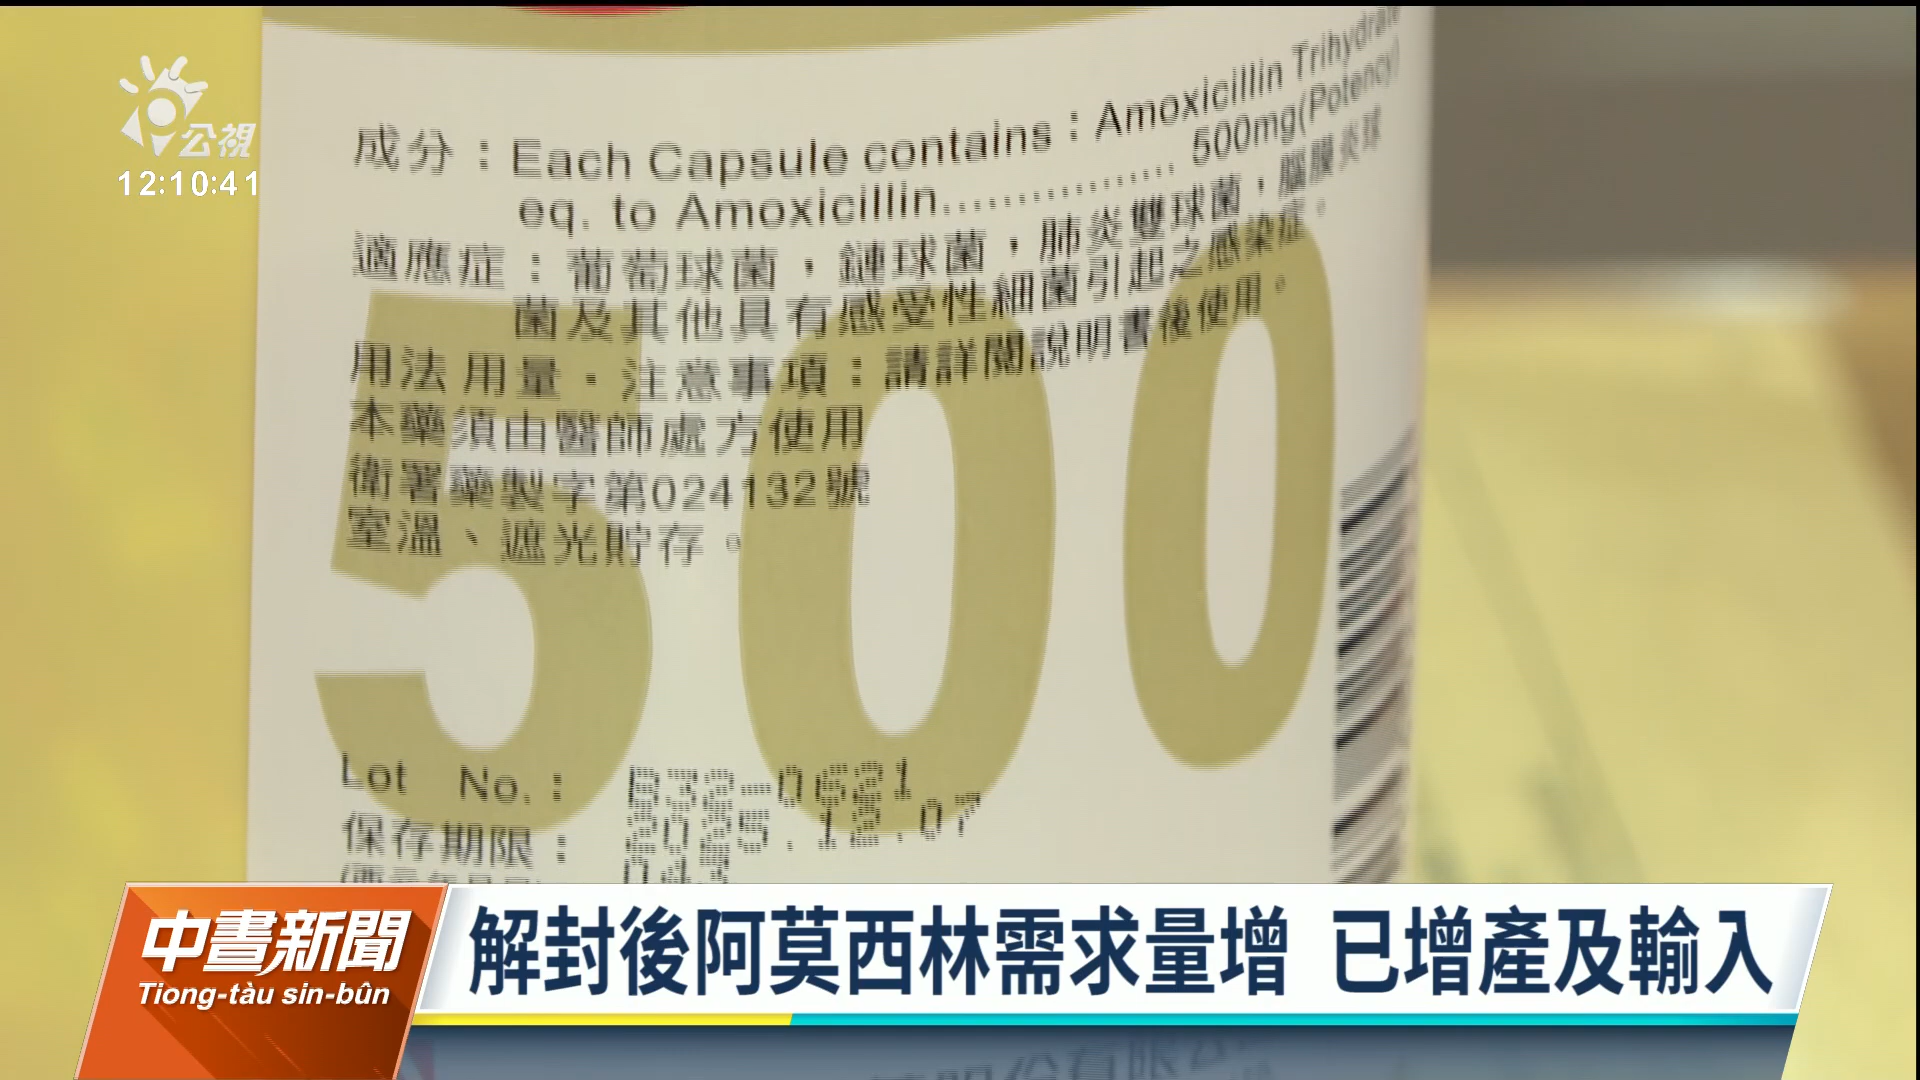 公視
12:10:41
成分：Each Capsule contains：Amoxicillin Trihydrate
eq. to Amoxicillin.................. 500mg(Potency)
適應症：葡萄球菌，鏈球菌，肺炎雙球菌，腦膜炎球
菌及其他具有感受性細菌引起之感染症。
用法用量．注意事項：請詳閱說明書後使用。
本藥須由醫師處方使用
衛署藥製字第024132號
室溫、遮光貯存。
500
Lot No.： B32-0621
保存期限： 2025.12.07
中晝新聞
Tiong-tàu sin-bûn
解封後阿莫西林需求量增 已增產及輸入